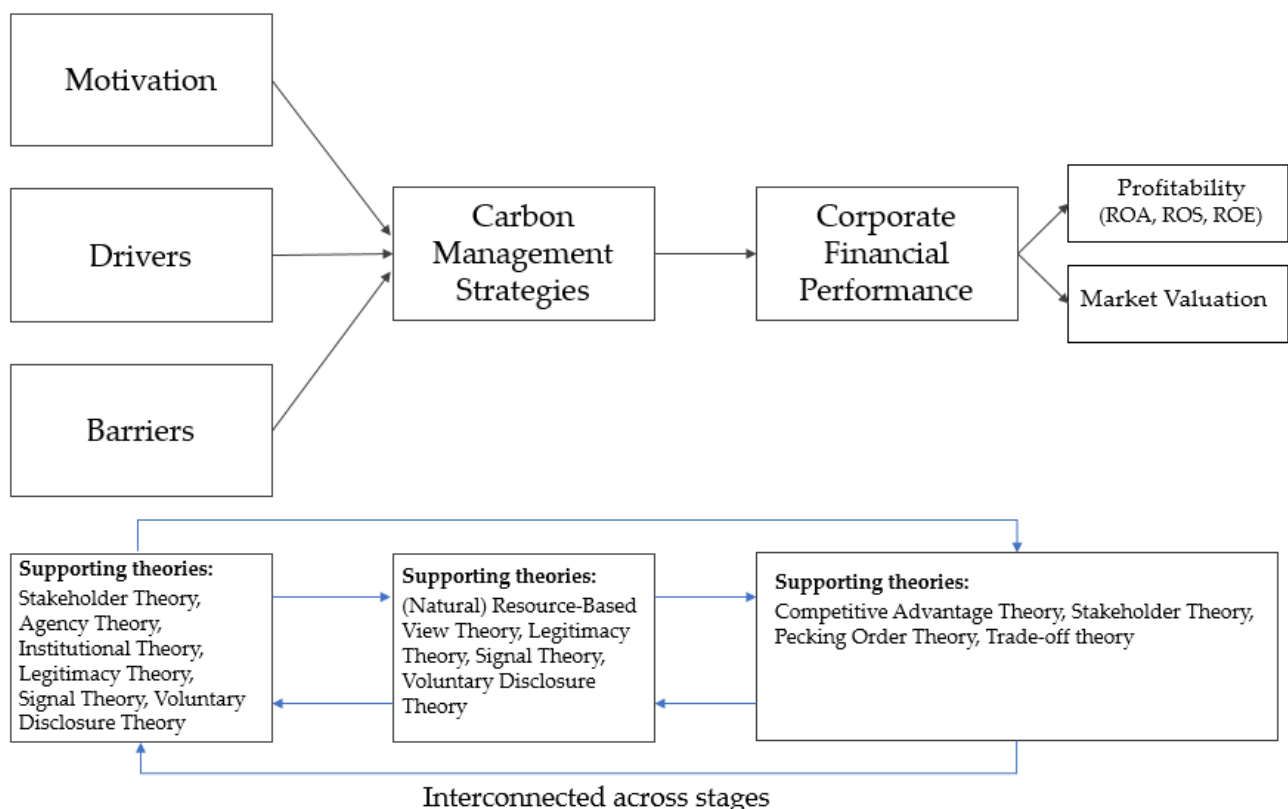 Motivation
Drivers
Barriers
Carbon
Management
Strategies
Corporate
Financial
Performance
Profitability
(ROA, ROS, ROE)
Market Valuation
Supporting theories:
Stakeholder Theory,
Agency Theory,
Institutional Theory,
Legitimacy Theory,
Signal Theory, Voluntary
Disclosure Theory
Supporting theories:
(Natural) Resource-Based
View Theory, Legitimacy
Theory, Signal Theory,
Voluntary Disclosure
Theory
Supporting theories:
Competitive Advantage Theory, Stakeholder Theory,
Pecking Order Theory, Trade-off theory
Interconnected across stages